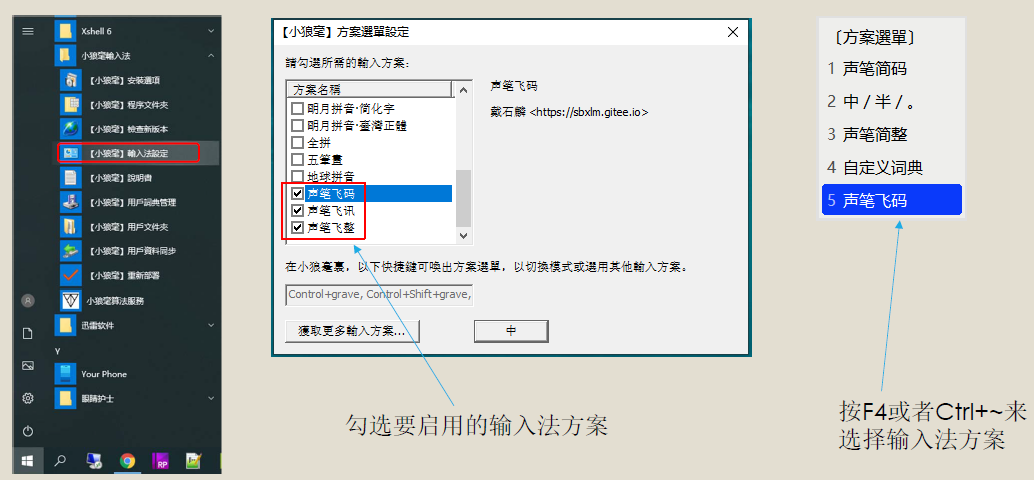 Xshell 6
小狼毫輸入法
【小狼毫】安裝選項
【小狼毫】程序文件夾
【小狼毫】檢查新版本
【小狼毫】輸入法設定
【小狼毫】說明書
【小狼毫】用戶詞典管理
【小狼毫】用戶文件夾
【小狼毫】用戶資料同步
【小狼毫】重新部署
小狼毫算法服務
迅雷软件
Y
Your Phone
眼睛护士
RP
【小狼毫】方案選單設定
請勾選所需的輸入方案:
方案名稱
明月拼音·简化字
明月拼音·臺灣正體
全拼
五筆畫
地球拼音
声笔飞码
声笔飞讯
声笔飞整
声笔飞码
戴石麟 <https://sbxlm.gitee.io>
在小狼毫裏，以下快捷鍵可喚出方案選單，以切換模式或選用其他輸入方案。
Control+grave, Control+Shift+grave,
獲取更多輸入方案...
中
勾选要启用的输入法方案
〔方案選單〕
1 声笔简码
2 中 / 半 / 。
3 声笔简整
4 自定义词典
5 声笔飞码
按F4或者Ctrl+~来
选择输入法方案